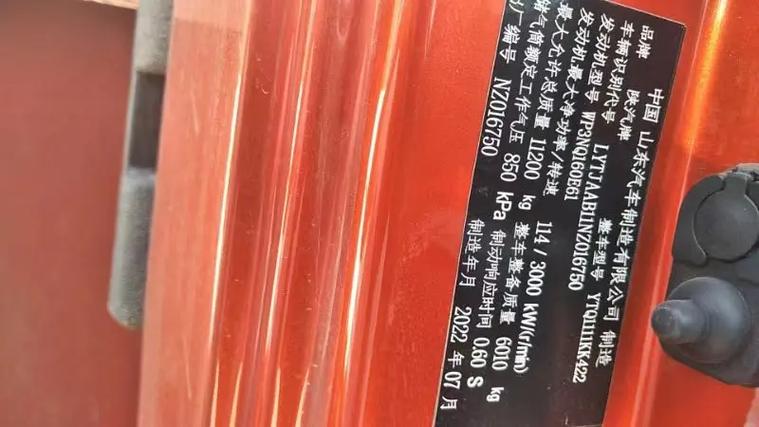 中国 山东汽车制造有限公司 制造
品牌 陕汽牌 整车型号 YTQ1111KK422
车辆识别代号 LYTJAAB11NZ016750
发动机型号 WP3NQ160E61
发动机最大净功率/转速 114 / 3000 kW/(r/min)
最大允许总质量 11200 kg 整车整备质量 6010 kg
储气筒额定工作气压 850 kPa 制动响应时间 0.60 S
厂编号 NZ016750 制造年月 2022 年 07 月